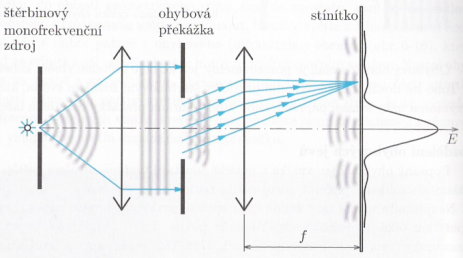 štěrbinový
monofrekvenční
zdroj
ohybová
překážka
stínítko
E
f